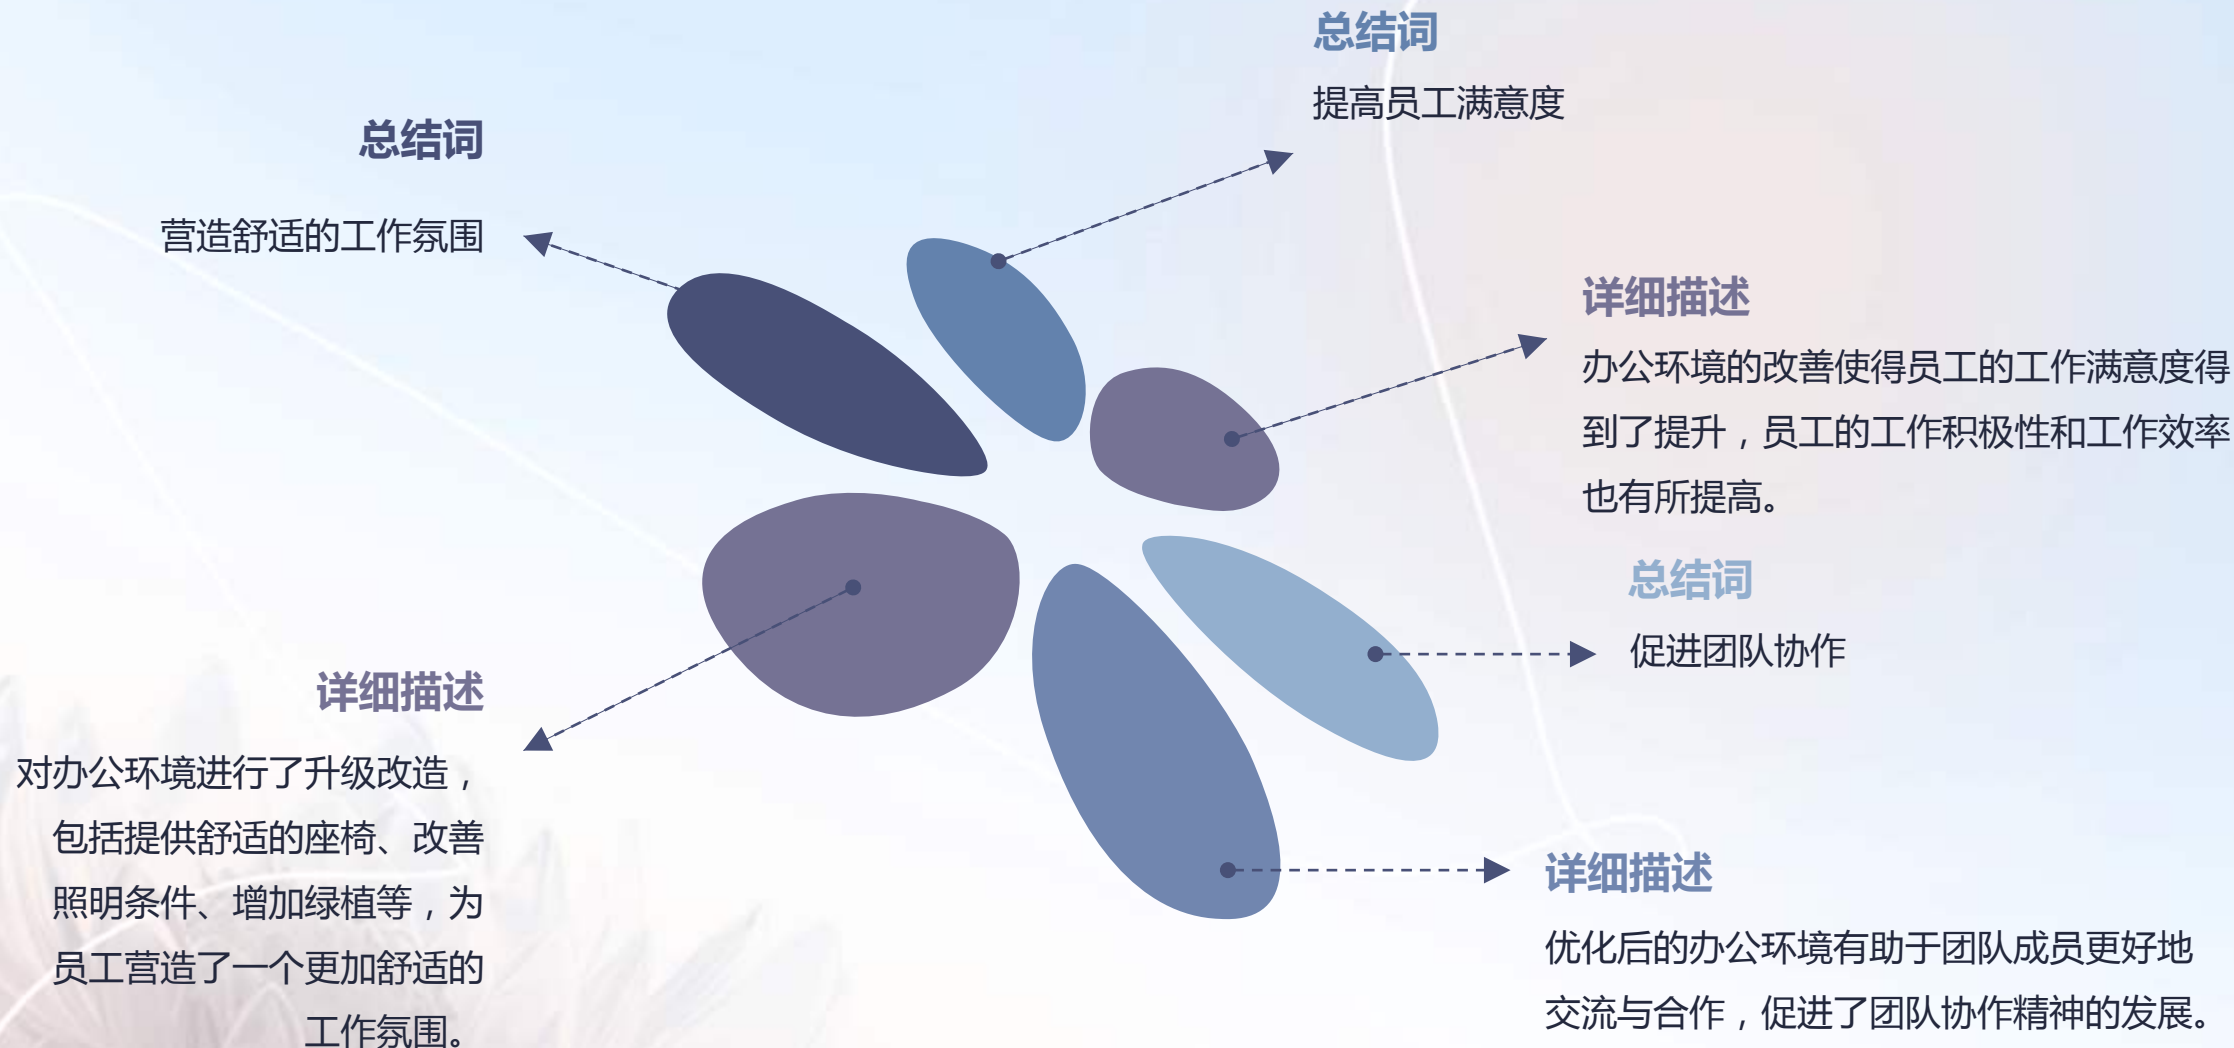 总结词
营造舒适的工作氛围
详细描述
对办公环境进行了升级改造，
包括提供舒适的座椅、改善
照明条件、增加绿植等，为
员工营造了一个更加舒适的
工作氛围。
总结词
提高员工满意度
详细描述
办公环境的改善使得员工的工作满意度得
到了提升，员工的工作积极性和工作效率
也有所提高。
总结词
促进团队协作
详细描述
优化后的办公环境有助于团队成员更好地
交流与合作，促进了团队协作精神的发展。